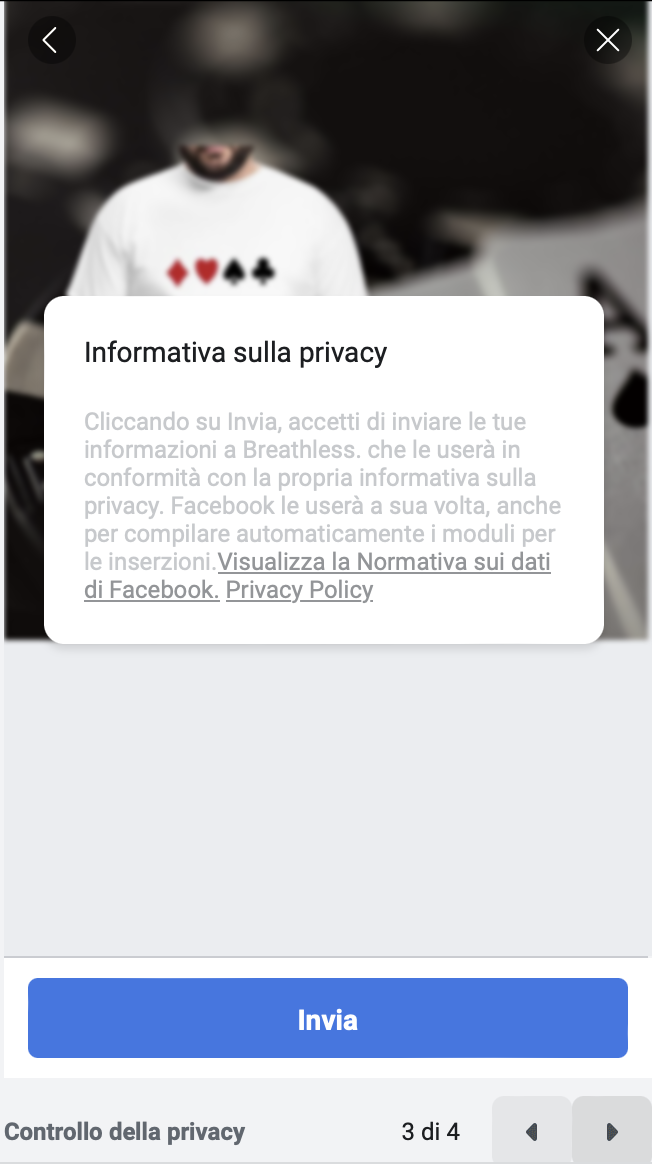 Informativa sulla privacy
Cliccando su Invia, accetti di inviare le tue
informazioni a Breathless. che le userà in
conformità con la propria informativa sulla
privacy. Facebook le userà a sua volta, anche
per compilare automaticamente i moduli per
le inserzioni.Visualizza la Normativa sui dati
di Facebook. Privacy Policy
Invia
Controllo della privacy 3 di 4